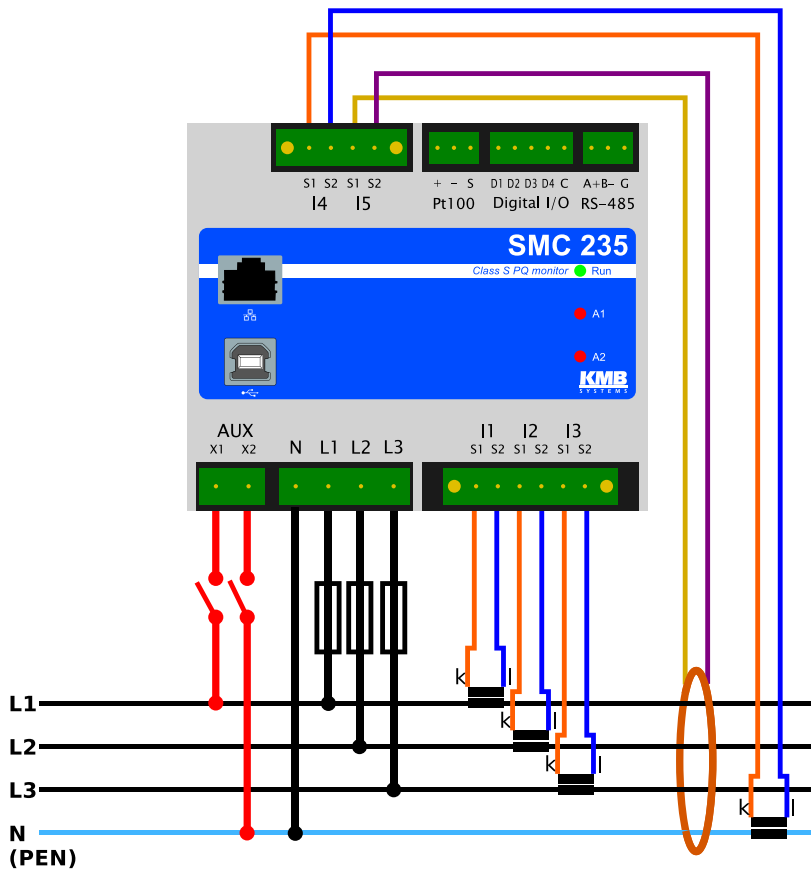 S1 S2 S1 S2
I4 I5
+ - S
Pt100
D1 D2 D3 D4 C
Digital I/O
A+B- G
RS-485
SMC 235
Class S PQ monitor
Run
A1
A2
KMB
SYSTEMS
AUX
X1 X2
N L1 L2 L3
I1 I2 I3
S1 S2 S1 S2 S1 S2
k l
k l
k l
k l
L1
L2
L3
N
(PEN)